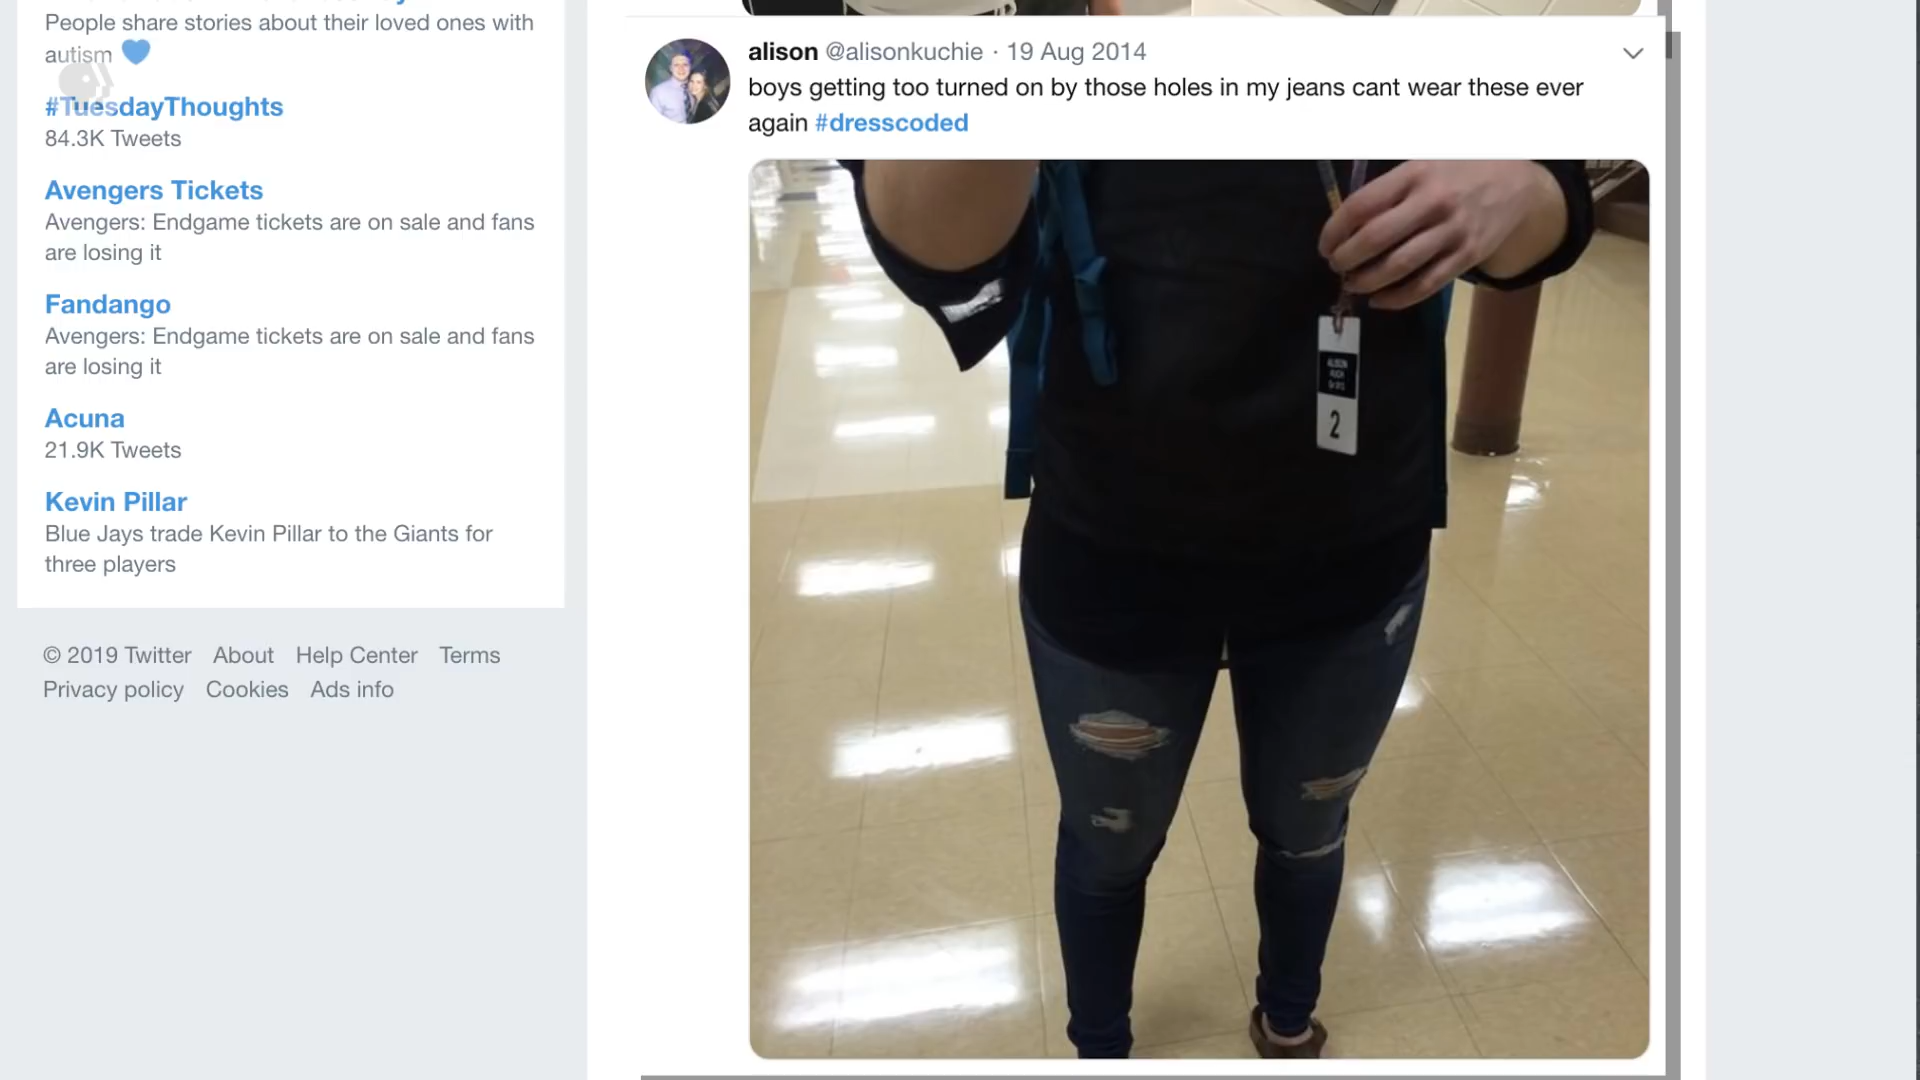 People share stories about their loved ones with
autism
#TuesdayThoughts
84.3K Tweets
Avengers Tickets
Avengers: Endgame tickets are on sale and fans
are losing it
Fandango
Avengers: Endgame tickets are on sale and fans
are losing it
Acuna
21.9K Tweets
Kevin Pillar
Blue Jays trade Kevin Pillar to the Giants for
three players
© 2019 Twitter About Help Center Terms
Privacy policy Cookies Ads info
alison @alisonkuchie · 19 Aug 2014
boys getting too turned on by those holes in my jeans cant wear these ever
again #dresscoded
2